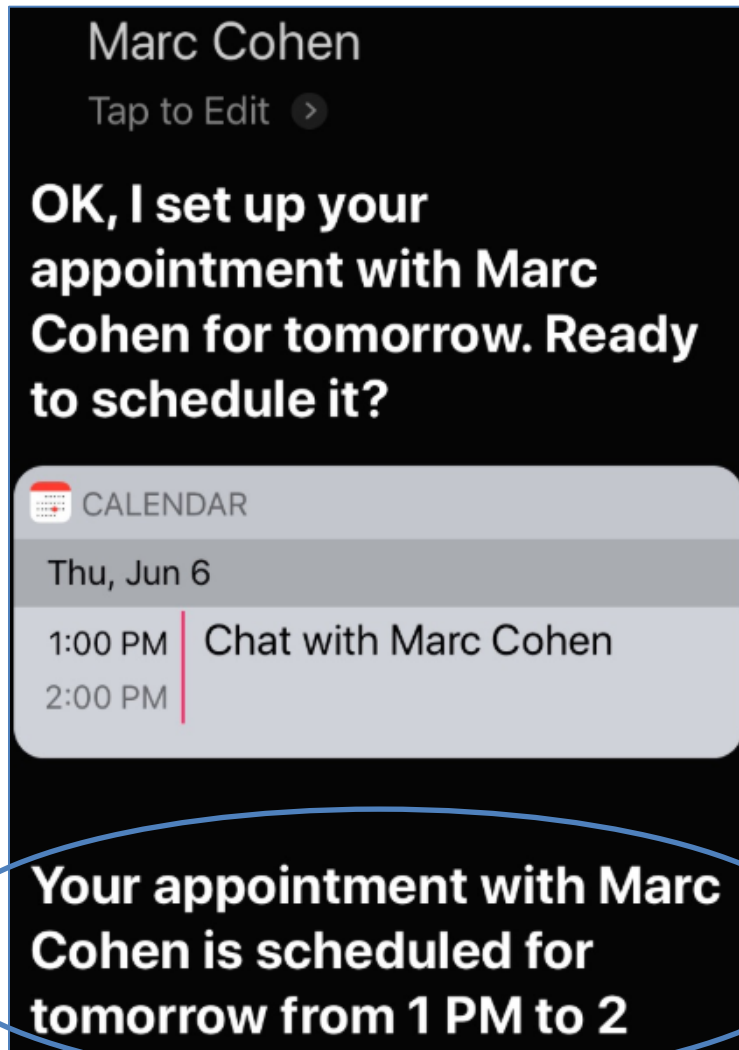 Marc Cohen
Tap to Edit
OK, I set up your
appointment with Marc
Cohen for tomorrow. Ready
to schedule it?
CALENDAR
Thu, Jun 6
1:00 PM Chat with Marc Cohen
2:00 PM
Your appointment with Marc
Cohen is scheduled for
tomorrow from 1 PM to 2